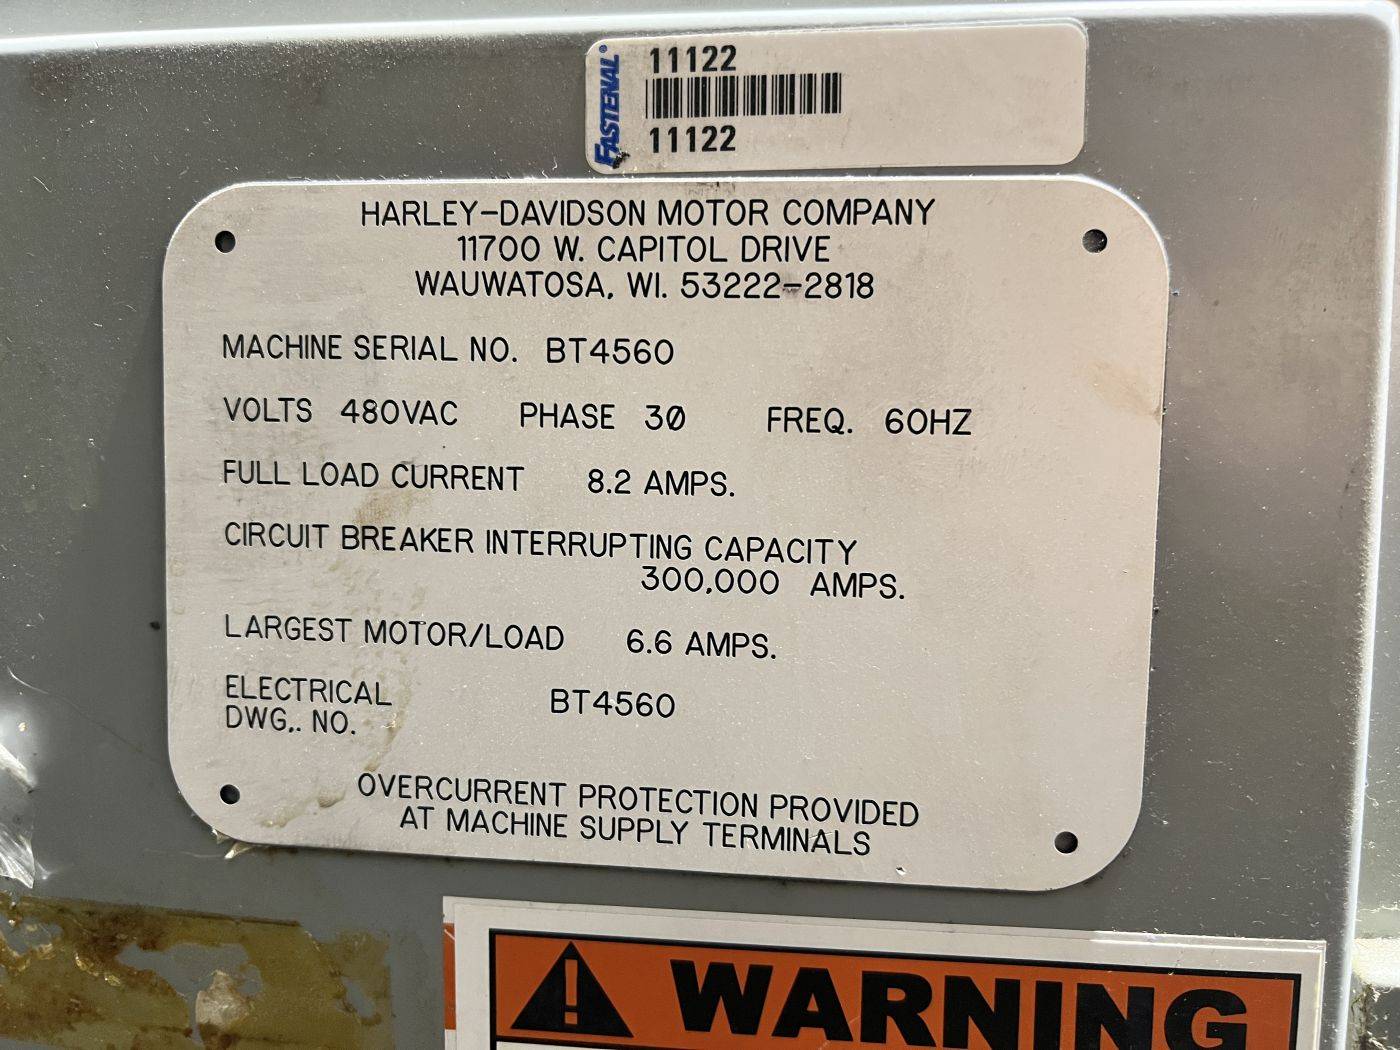 FASTENAL
11122
11122
HARLEY-DAVIDSON MOTOR COMPANY
11700 W. CAPITOL DRIVE
WAUWATOSA, WI. 53222-2818
MACHINE SERIAL NO. BT4560
VOLTS 480VAC PHASE 3Ø FREQ. 60HZ
FULL LOAD CURRENT 8.2 AMPS.
CIRCUIT BREAKER INTERRUPTING CAPACITY
300,000 AMPS.
LARGEST MOTOR/LOAD 6.6 AMPS.
ELECTRICAL BT4560
DWG.. NO.
OVERCURRENT PROTECTION PROVIDED
AT MACHINE SUPPLY TERMINALS
WARNING